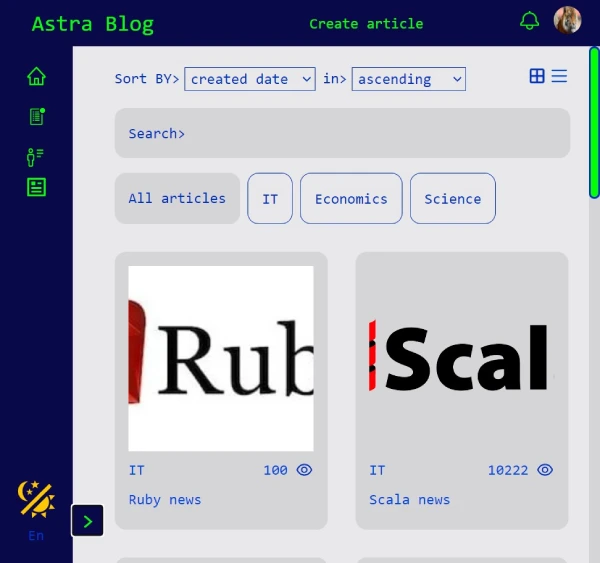 Astra Blog
Create article
Sort BY> created date in> ascending
Search>
All articles IT Economics Science
Rub
Scal
IT 100
IT 10222
Ruby news
Scala news
En